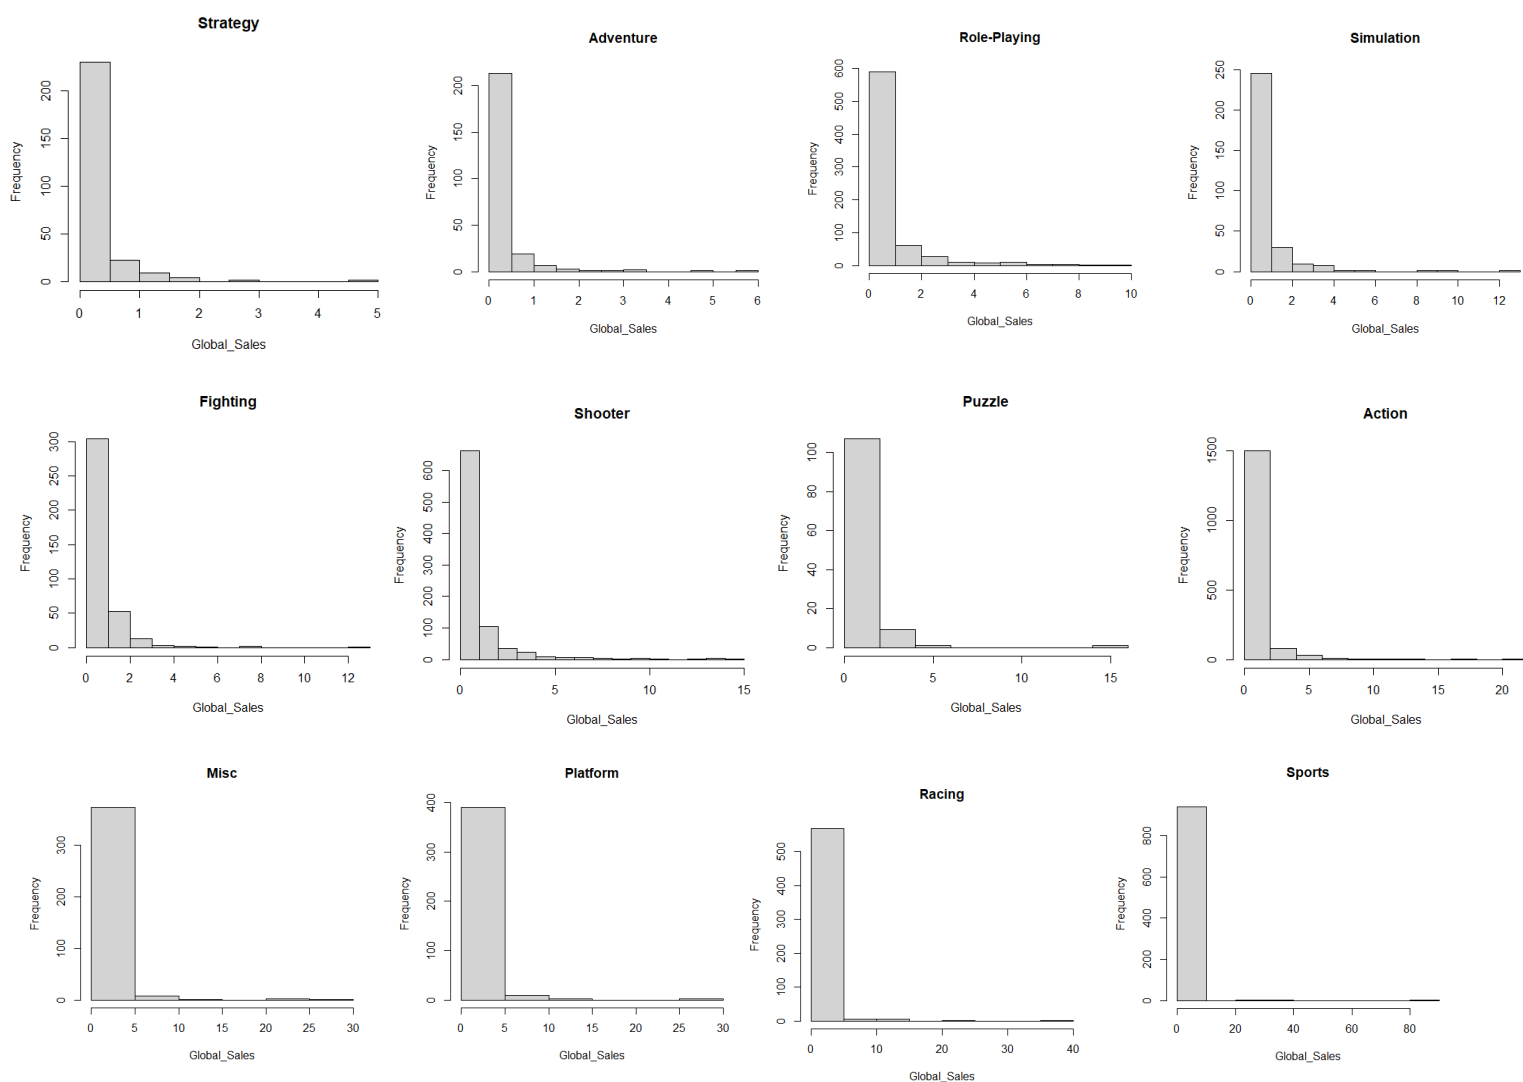 Strategy
Frequency
200
150
100
50
0
0 1 2 3 4 5
Global_Sales
Adventure
Frequency
200
150
100
50
0
0 1 2 3 4 5 6
Global_Sales
Role-Playing
Frequency
600
500
400
300
200
100
0
0 2 4 6 8 10
Global_Sales
Simulation
Frequency
250
200
150
100
50
0
0 2 4 6 8 10 12
Global_Sales
Fighting
Frequency
300
250
200
150
100
50
0
0 2 4 6 8 10 12
Global_Sales
Shooter
Frequency
600
500
400
300
200
100
0
0 5 10 15
Global_Sales
Puzzle
Frequency
100
80
60
40
20
0
0 5 10 15
Global_Sales
Action
Frequency
1500
1000
500
0
0 5 10 15 20
Global_Sales
Misc
Frequency
300
200
100
0
0 5 10 15 20 25 30
Global_Sales
Platform
Frequency
400
300
200
100
0
0 5 10 15 20 25 30
Global_Sales
Racing
Frequency
500
400
300
200
100
0
0 10 20 30 40
Global_Sales
Sports
Frequency
800
600
400
200
0
0 20 40 60 80
Global_Sales